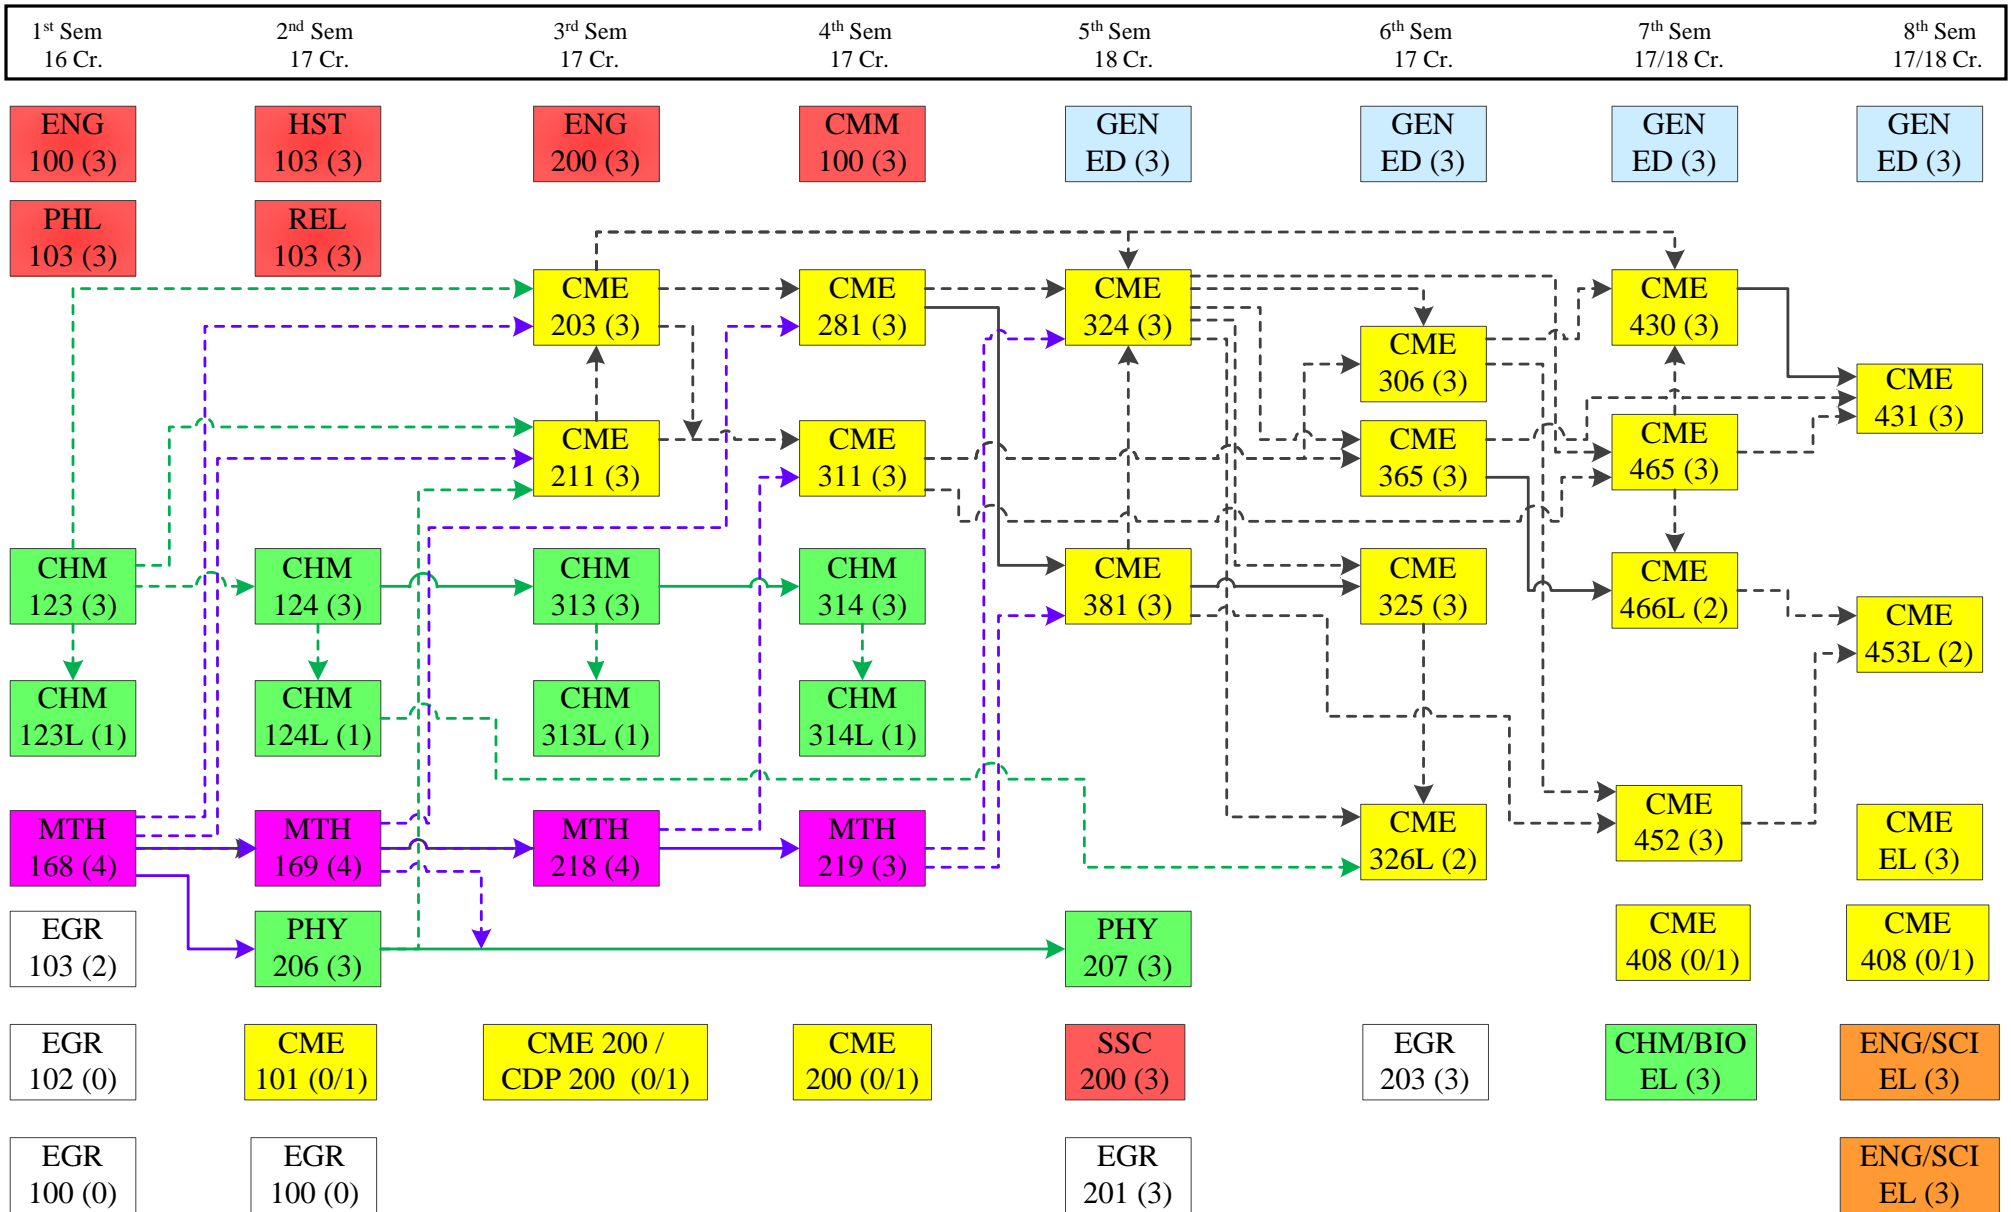 1st Sem
16 Cr.
2nd Sem
17 Cr.
3rd Sem
17 Cr.
4th Sem
17 Cr.
5th Sem
18 Cr.
6th Sem
17 Cr.
7th Sem
17/18 Cr.
8th Sem
17/18 Cr.
ENG
100 (3)
HST
103 (3)
ENG
200 (3)
CMM
100 (3)
GEN
ED (3)
GEN
ED (3)
GEN
ED (3)
GEN
ED (3)
PHL
103 (3)
REL
103 (3)
CME
203 (3)
CME
281 (3)
CME
324 (3)
CME
306 (3)
CME
430 (3)
CME
431 (3)
CME
211 (3)
CME
311 (3)
CME
365 (3)
CME
465 (3)
CHM
123 (3)
CHM
124 (3)
CHM
313 (3)
CHM
314 (3)
CME
381 (3)
CME
325 (3)
CME
466L (2)
CME
453L (2)
CHM
123L (1)
CHM
124L (1)
CHM
313L (1)
CHM
314L (1)
MTH
168 (4)
MTH
169 (4)
MTH
218 (4)
MTH
219 (3)
CME
326L (2)
CME
452 (3)
CME
EL (3)
EGR
103 (2)
PHY
206 (3)
PHY
207 (3)
CME
408 (0/1)
CME
408 (0/1)
EGR
102 (0)
CME
101 (0/1)
CME 200 /
CDP 200 (0/1)
CME
200 (0/1)
SSC
200 (3)
EGR
203 (3)
CHM/BIO
EL (3)
ENG/SCI
EL (3)
EGR
100 (0)
EGR
100 (0)
EGR
201 (3)
ENG/SCI
EL (3)